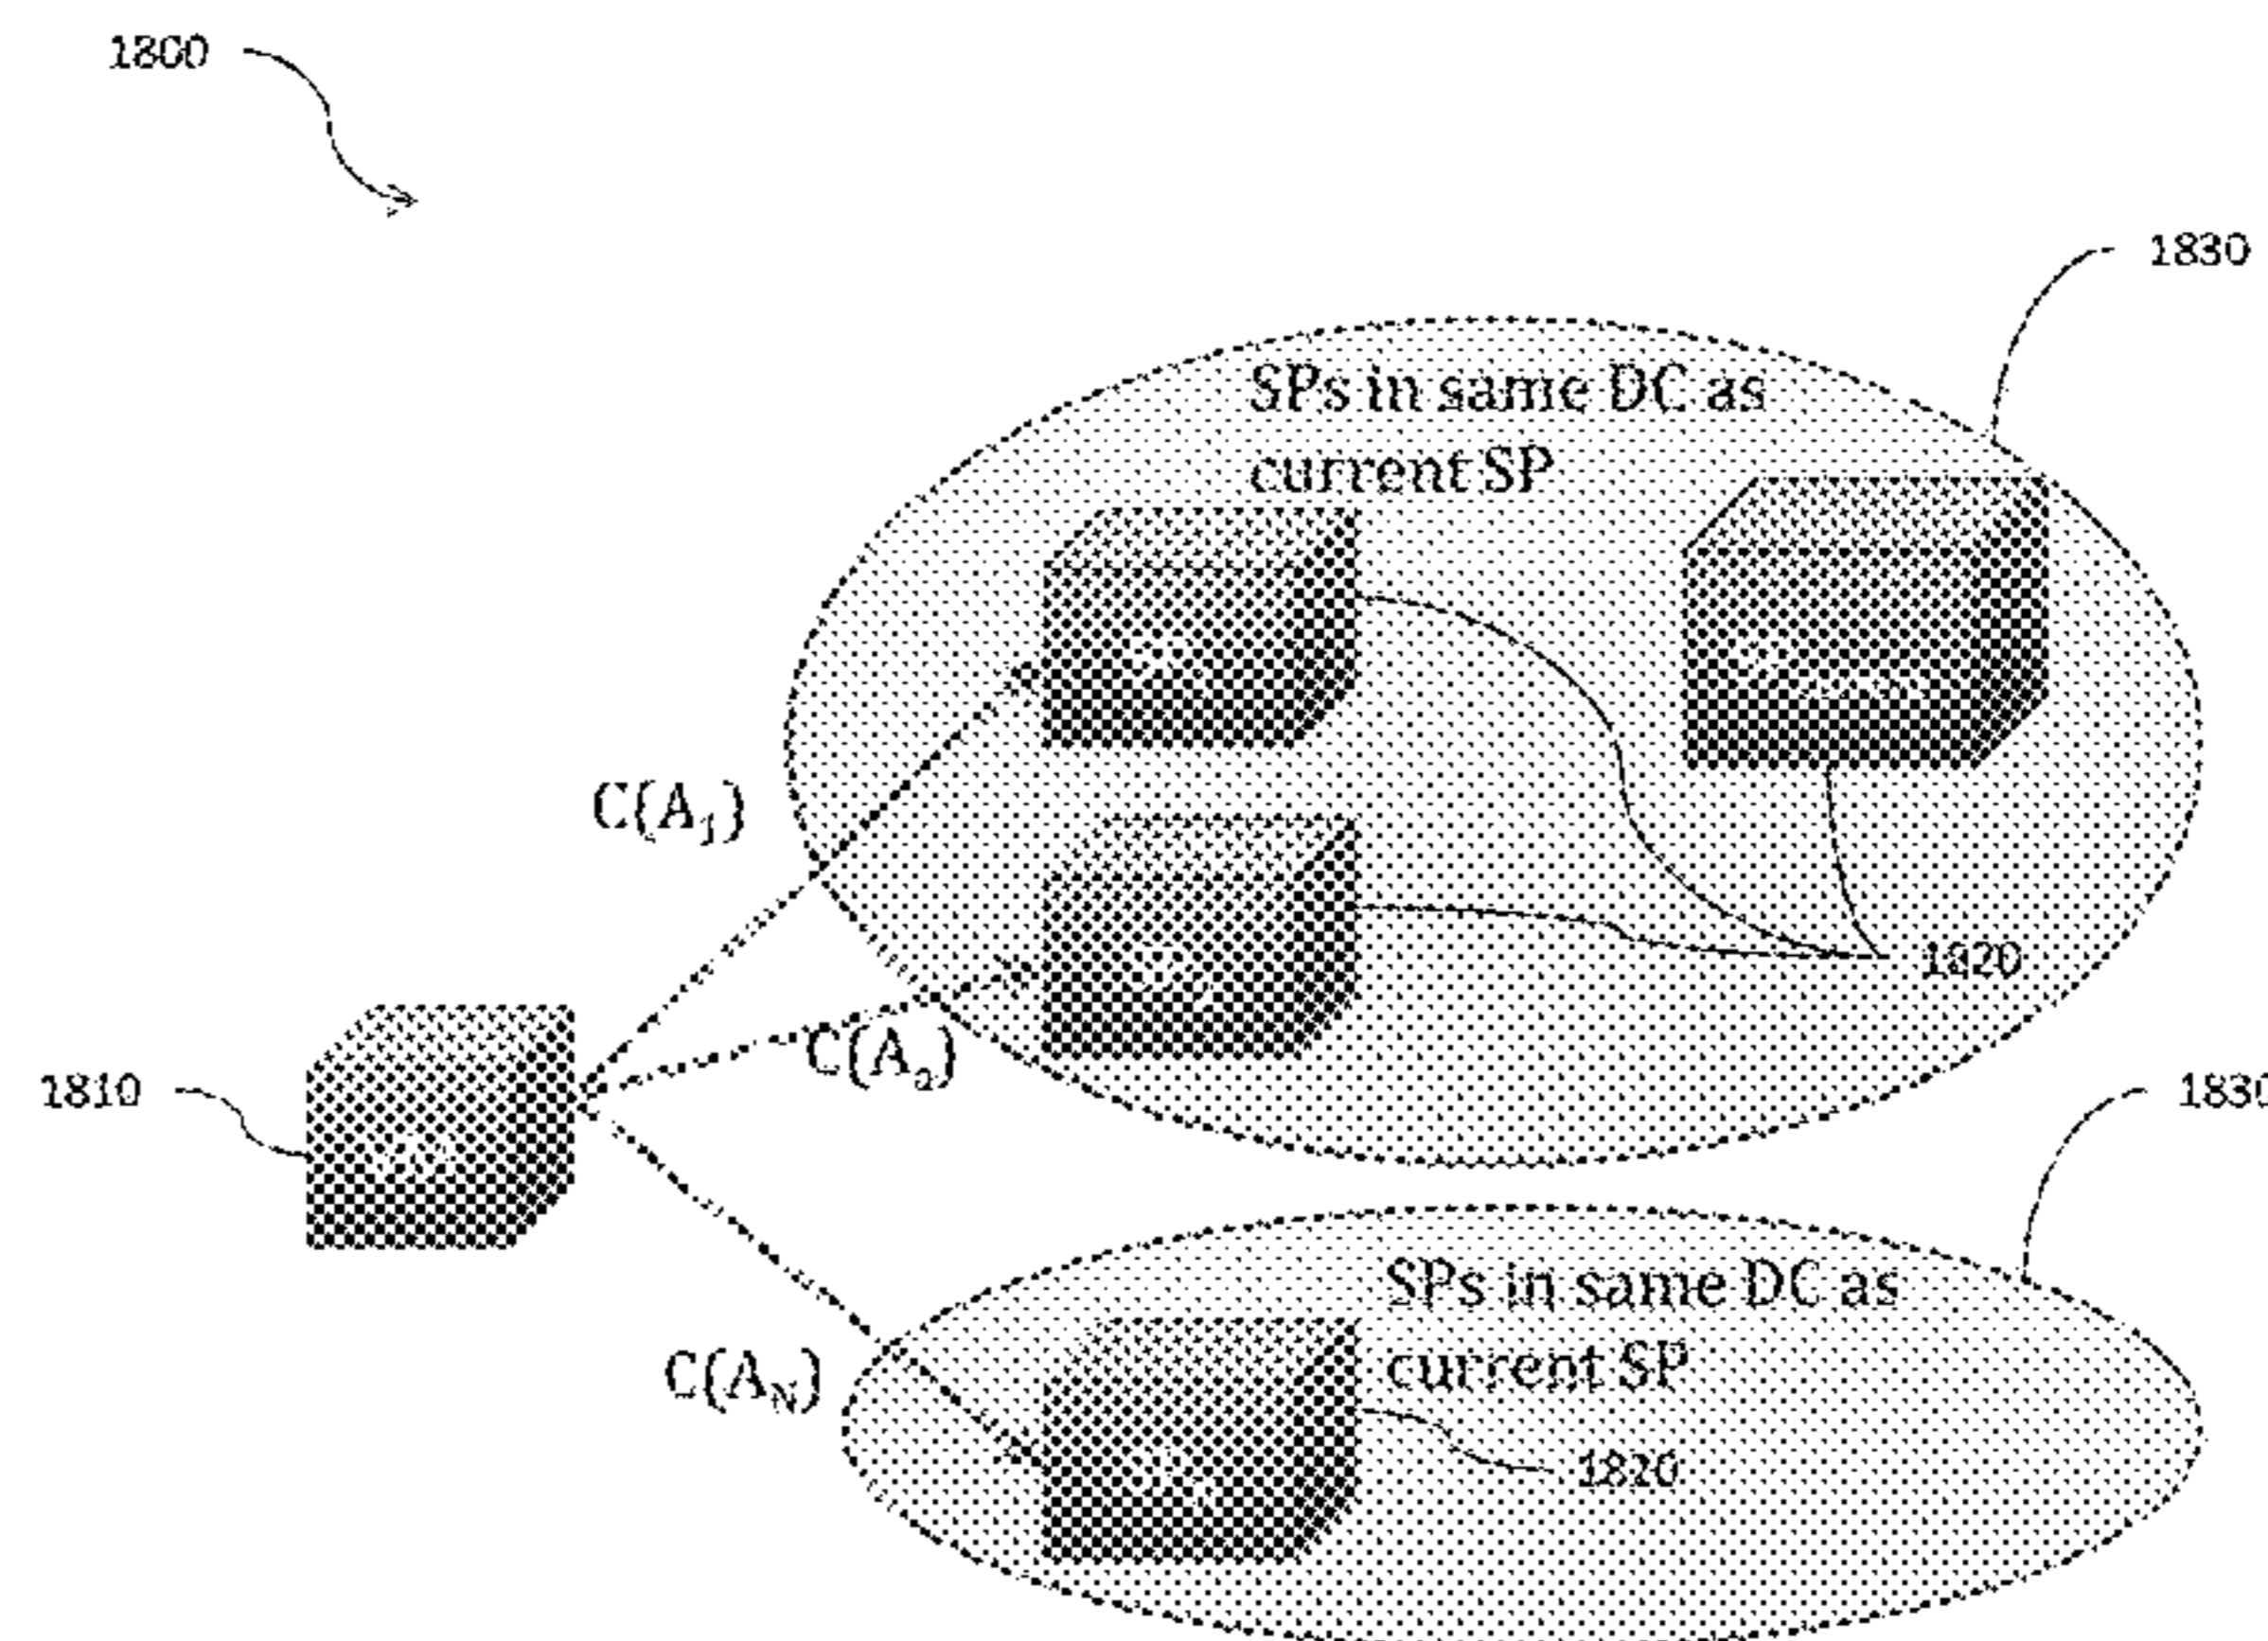 1800
1830
SPs in same DC as
current SP
C(A₁)
1820
C(A₂)
1810
1830
SPs in same DC as
current SP
C(Aₙ)
1820